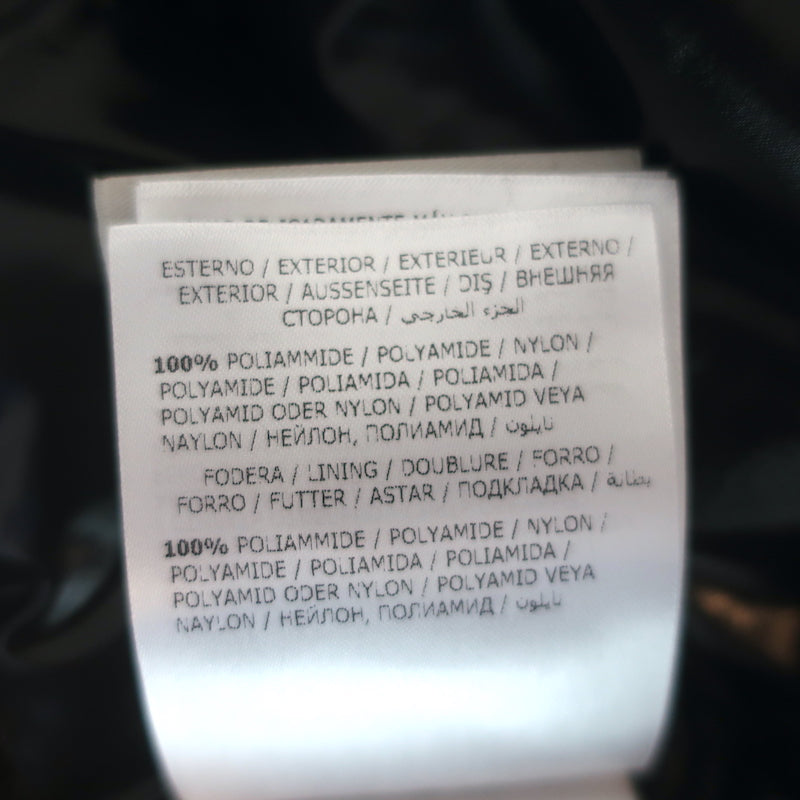 ESTERNO / EXTERIOR / EXTERIEUR / EXTERNO /
EXTERIOR / AUSSENSEITE / DIŞ / ВНЕШНЯЯ
СТОРОНА / الجزء الخارجي
100% POLIAMMIDE / POLYAMIDE / NYLON /
POLYAMIDE / POLIAMIDA / POLIAMIDA /
POLYAMID ODER NYLON / POLYAMID VEYA
NAYLON / НЕЙЛОН, ПОЛИАМИД / نايلون
FODERA / LINING / DOUBLURE / FORRO /
FORRO / FUTTER / ASTAR / ПОДКЛАДКА / بطانة
100% POLIAMMIDE / POLYAMIDE / NYLON /
POLYAMIDE / POLIAMIDA / POLIAMIDA /
POLYAMID ODER NYLON / POLYAMID VEYA
NAYLON / НЕЙЛОН, ПОЛИАМИД / نايلون